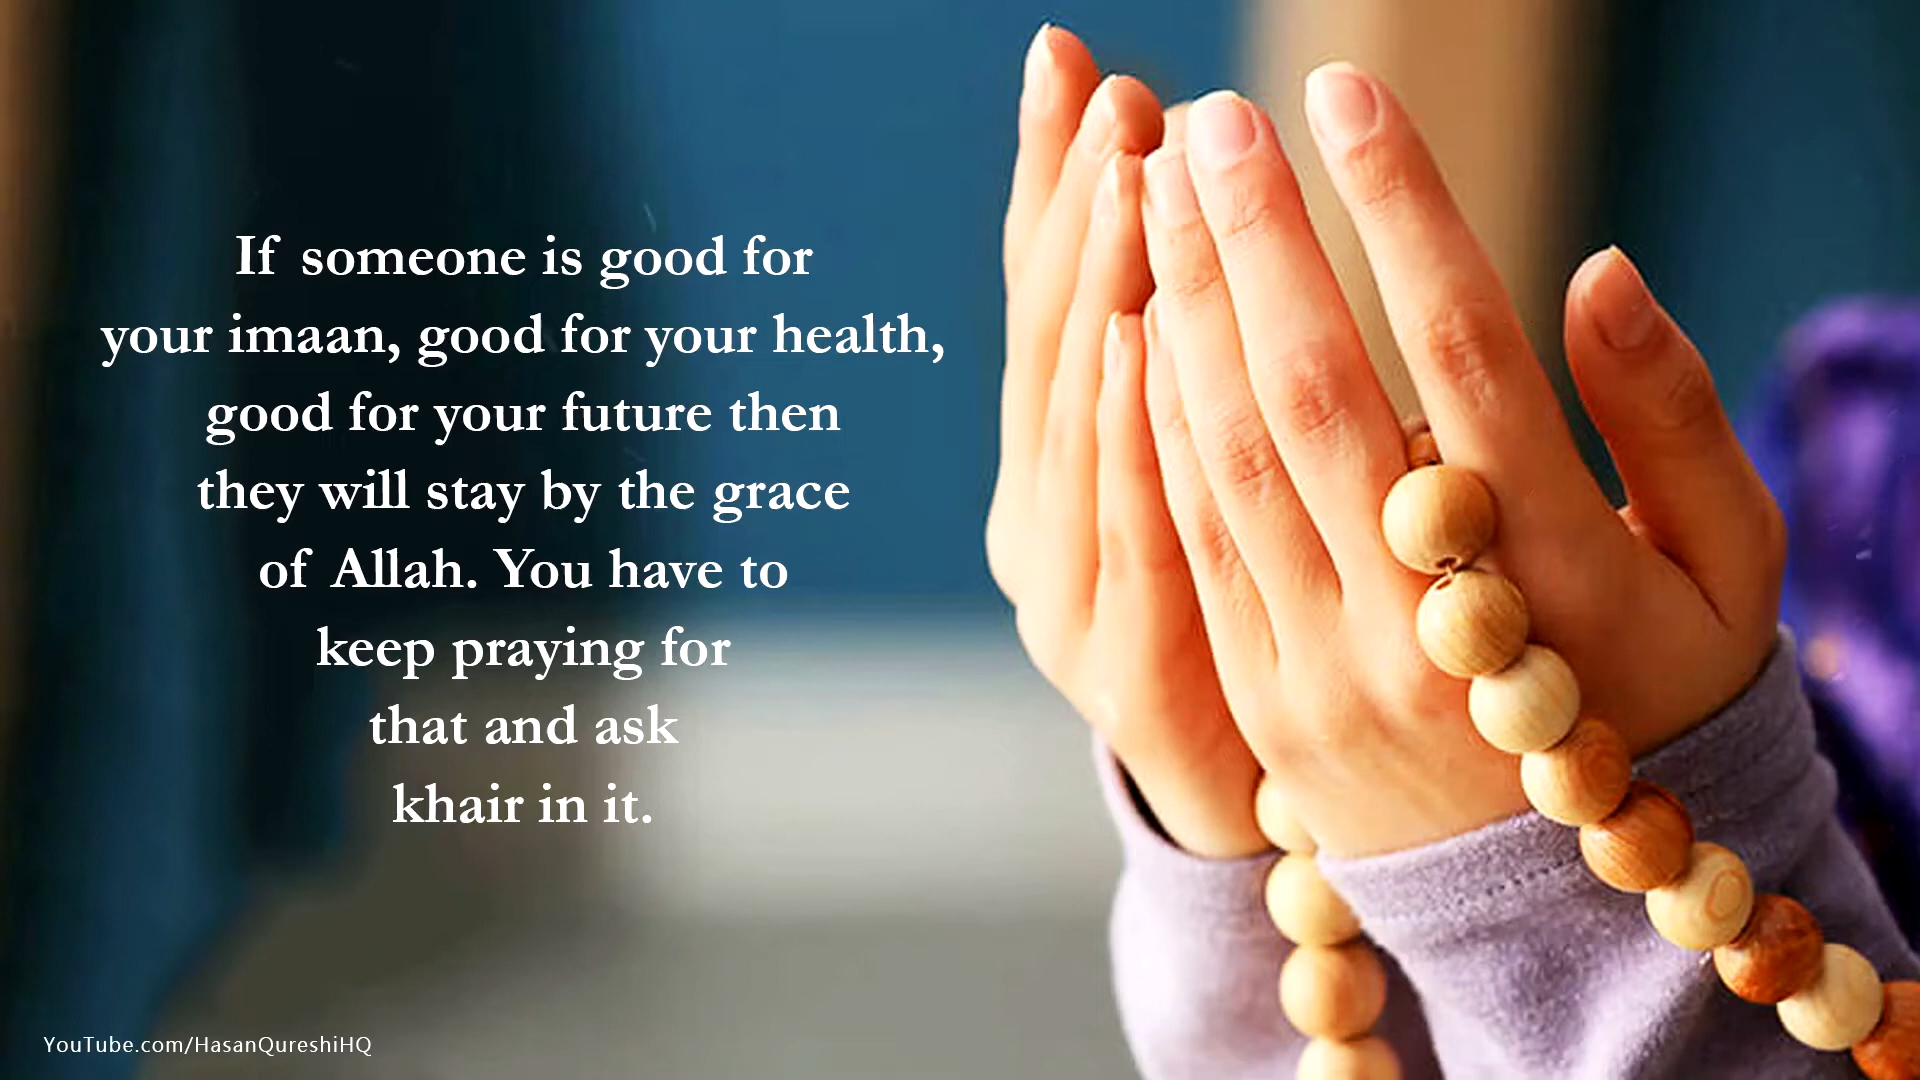 If someone is good for
your imaan, good for your health,
good for your future then
they will stay by the grace
of Allah. You have to
keep praying for
that and ask
khair in it.
YouTube.com/HasanQureshiHQ